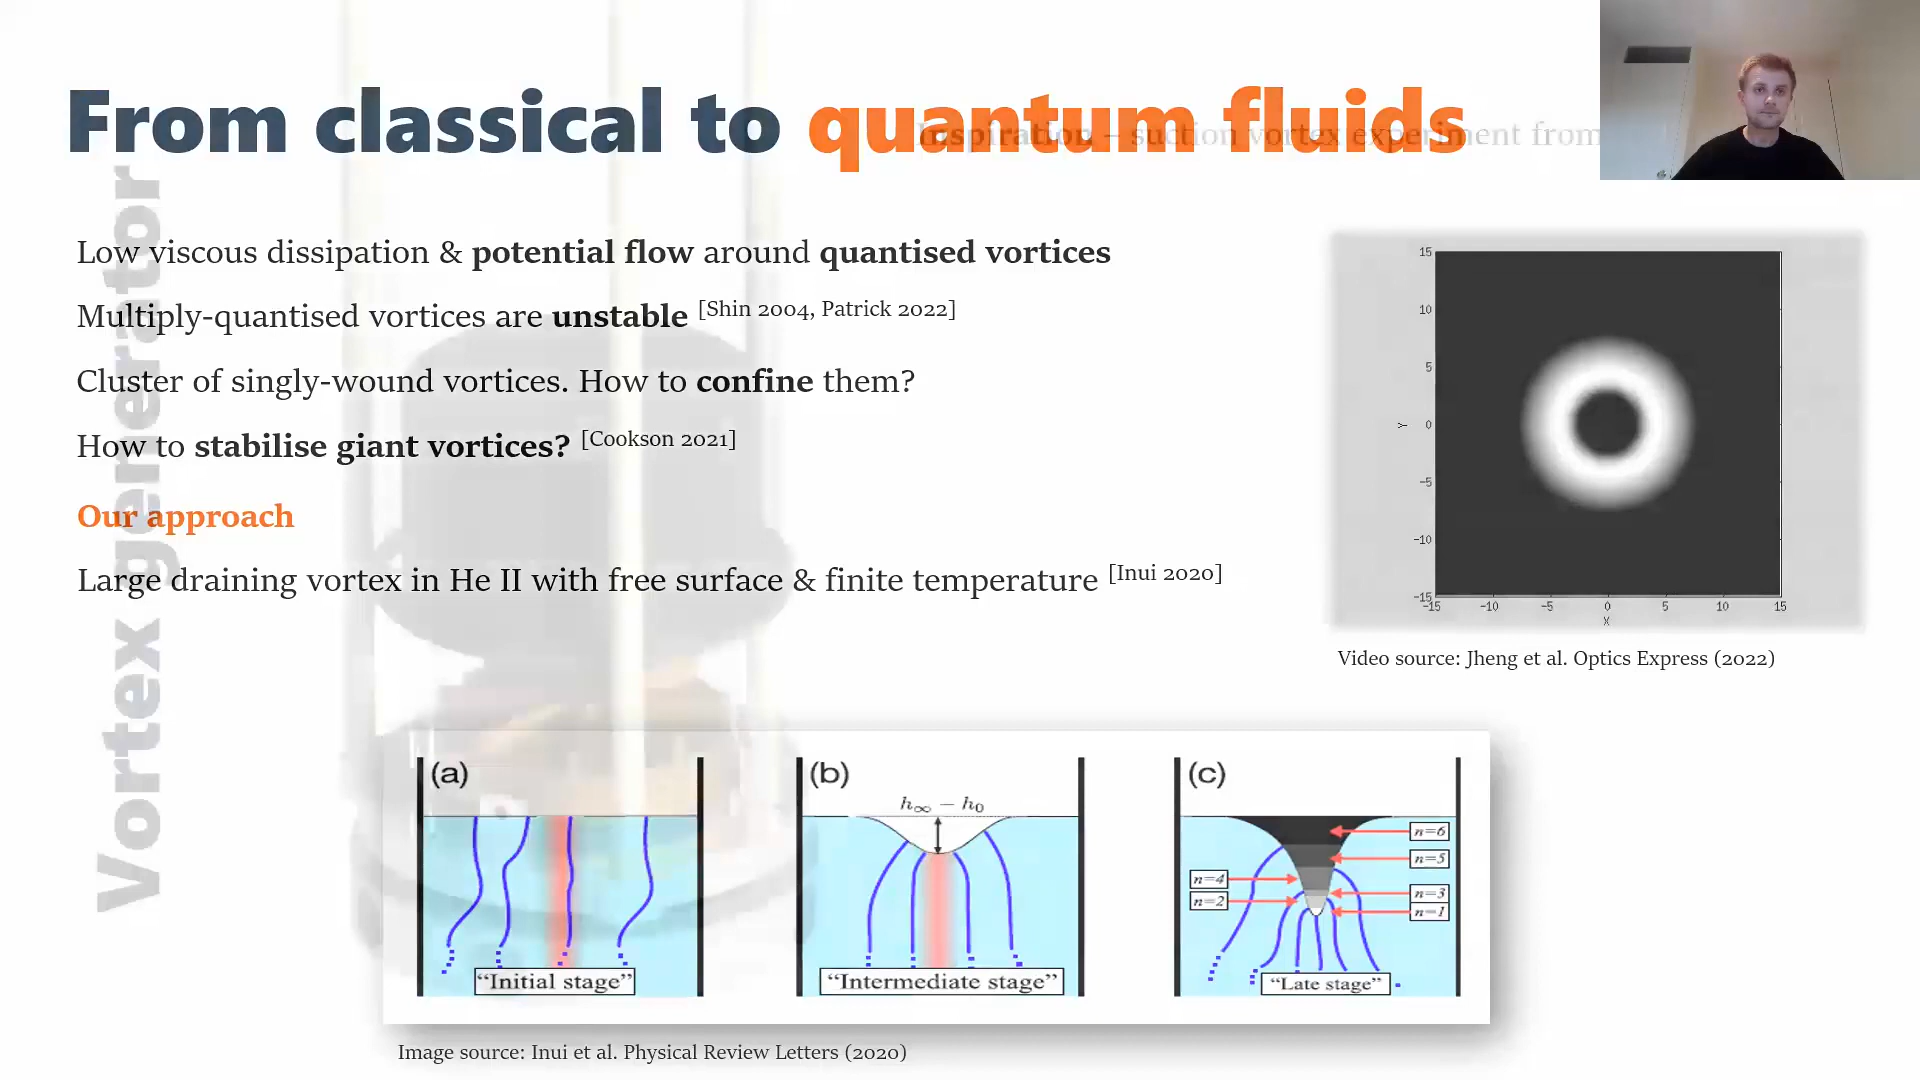 From classical to quantum fluids
Inspiration – suction vortex experiment from
Vortex generator
Low viscous dissipation & potential flow around quantised vortices
Multiply-quantised vortices are unstable [Shin 2004, Patrick 2022]
Cluster of singly-wound vortices. How to confine them?
How to stabilise giant vortices? [Cookson 2021]
Our approach
Large draining vortex in He II with free surface & finite temperature [Inui 2020]
15
10
5
0
-5
-10
-15
Y
-15 -10 -5 0 5 10 15
X
Video source: Jheng et al. Optics Express (2022)
(a)
“Initial stage”
(b)
h∞ − h0
“Intermediate stage”
(c)
n=6
n=5
n=4
n=3
n=2
n=1
“Late stage”
Image source: Inui et al. Physical Review Letters (2020)